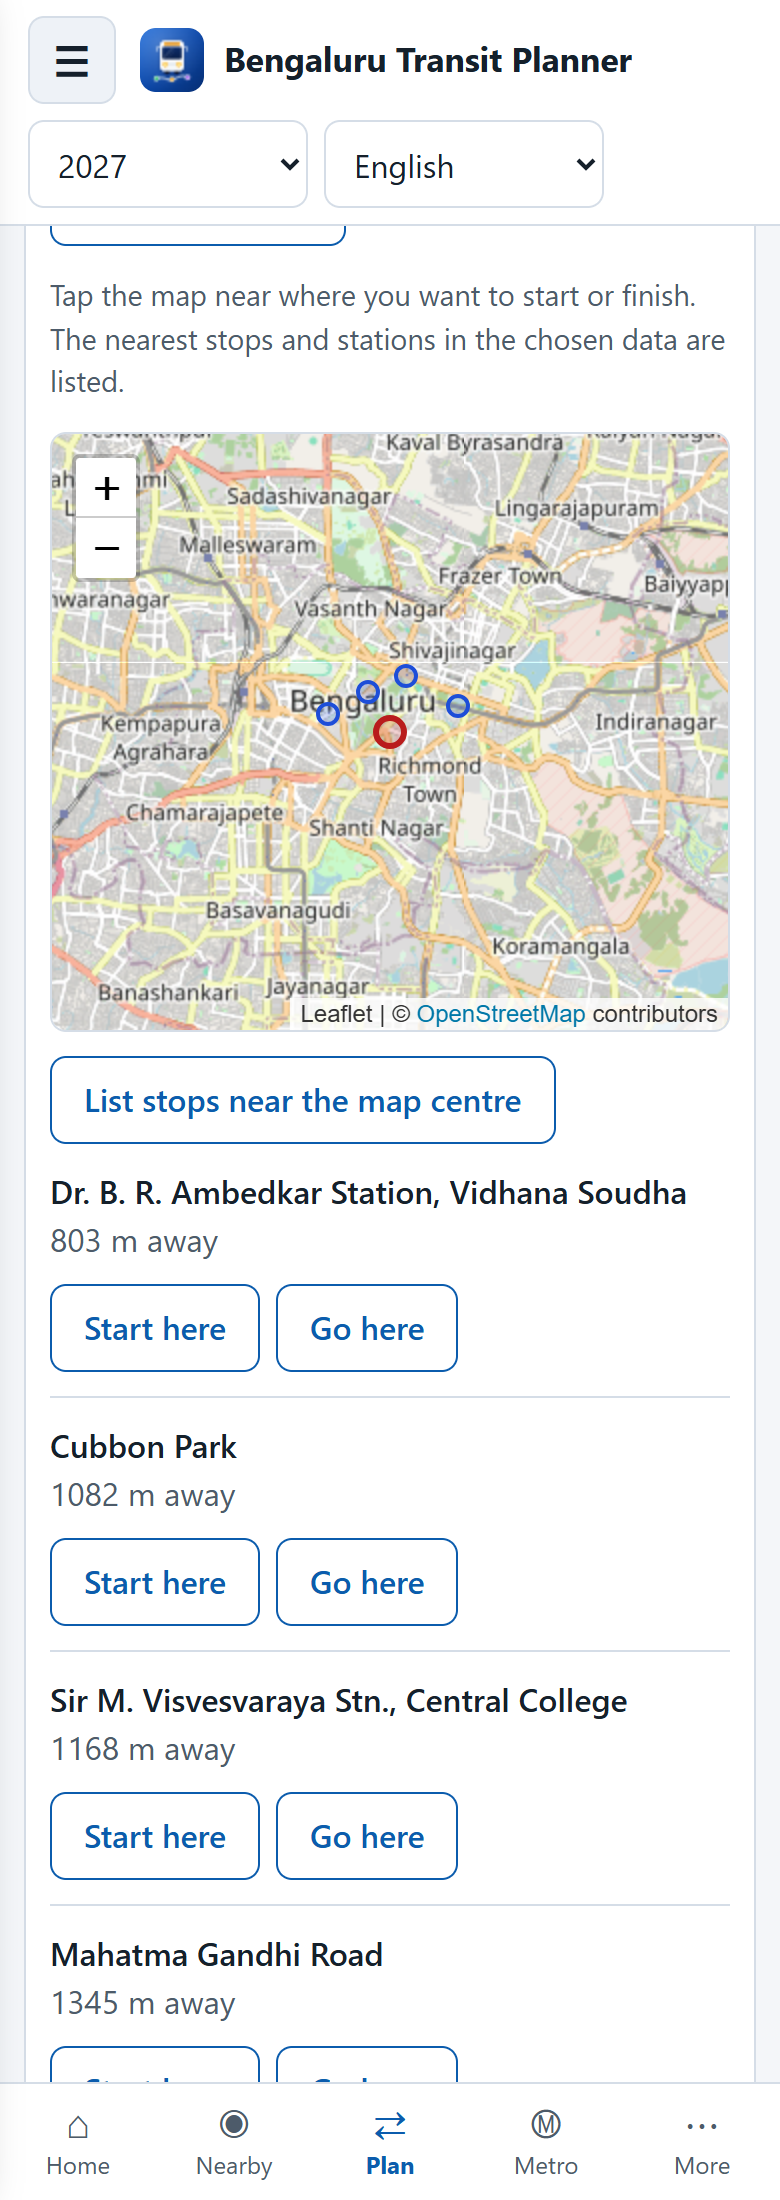 ☰ Bengaluru Transit Planner
2027 English
Tap the map near where you want to start or finish.
The nearest stops and stations in the chosen data are
listed.
Kaval Byrasandra
+
Sadashivanagar
Lingarajapuram
−
Malleswaram
Frazer Town
Vasanth Nagar
Shivajinagar
Bengaluru
Kempapura
Agrahara
Indiranagar
Richmond
Town
Chamarajapete
Shanti Nagar
Basavanagudi
Koramangala
Banashankari
Jayanagar
Leaflet | © OpenStreetMap contributors
List stops near the map centre
Dr. B. R. Ambedkar Station, Vidhana Soudha
803 m away
Start here Go here
Cubbon Park
1082 m away
Start here Go here
Sir M. Visvesvaraya Stn., Central College
1168 m away
Start here Go here
Mahatma Gandhi Road
1345 m away
Home Nearby Plan Metro More